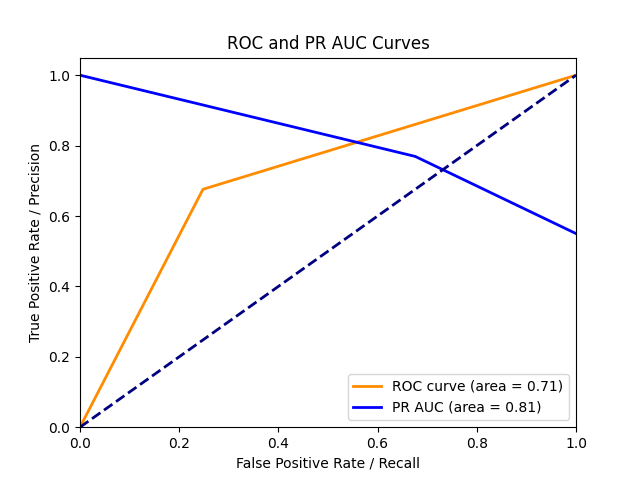 ROC and PR AUC Curves
True Positive Rate / Precision
1.0
0.8
0.6
0.4
0.2
0.0
0.0 0.2 0.4 0.6 0.8 1.0
False Positive Rate / Recall
ROC curve (area = 0.71)
PR AUC (area = 0.81)